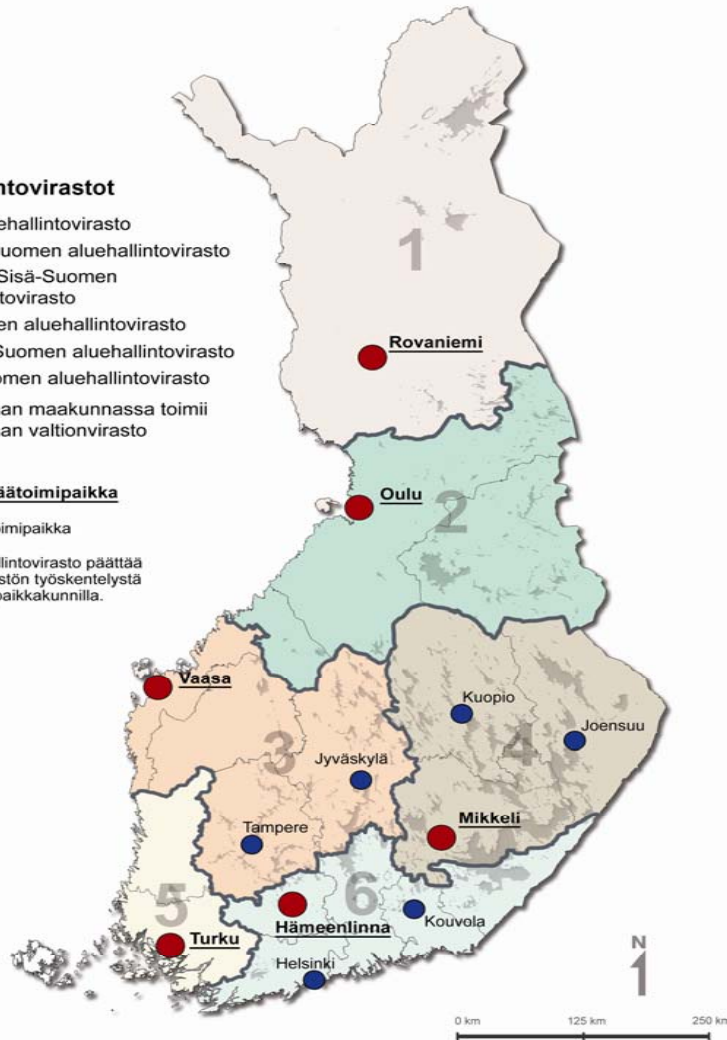 ntovirastot
ehallintovirasto
uomen aluehallintovirasto
Sisä-Suomen
tovirasto
en aluehallintovirasto
Suomen aluehallintovirasto
omen aluehallintovirasto
an maakunnassa toimii
an valtionvirasto
äätoimipaikka
oimipaikka
llintovirasto päättää
stön työskentelystä
paikkakunnilla.
1
Rovaniemi
Oulu
2
Vaasa
Kuopio
Joensuu
3
4
Jyväskylä
Tampere
Mikkeli
5
6
Hämeenlinna
Kouvola
Turku
Helsinki
N
0 km
125 km
250 km